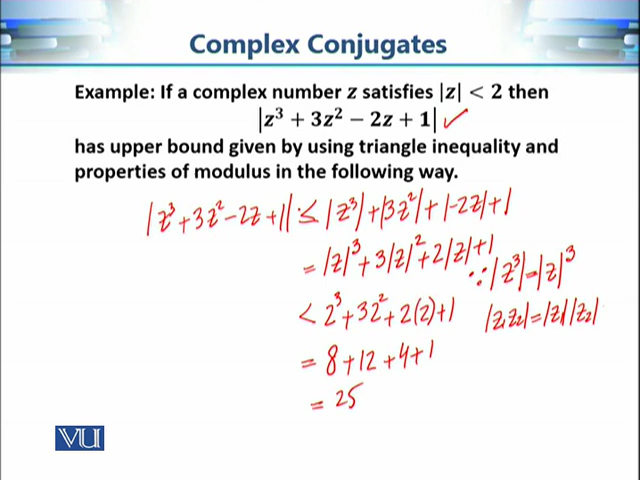 Complex Conjugates
Example: If a complex number z satisfies |z| < 2 then
|z³ + 3z² − 2z + 1| ✓
has upper bound given by using triangle inequality and
properties of modulus in the following way.
|z³ + 3z² - 2z + 1| ≤ |z³| + |3z²| + |-2z| + 1
= |z|³ + 3|z|² + 2|z| + 1
∵ |z³| = |z|³
< 2³ + 3 2² + 2(2) + 1
|z₁z₂| = |z₁| |z₂|
= 8 + 12 + 4 + 1
= 25
VU